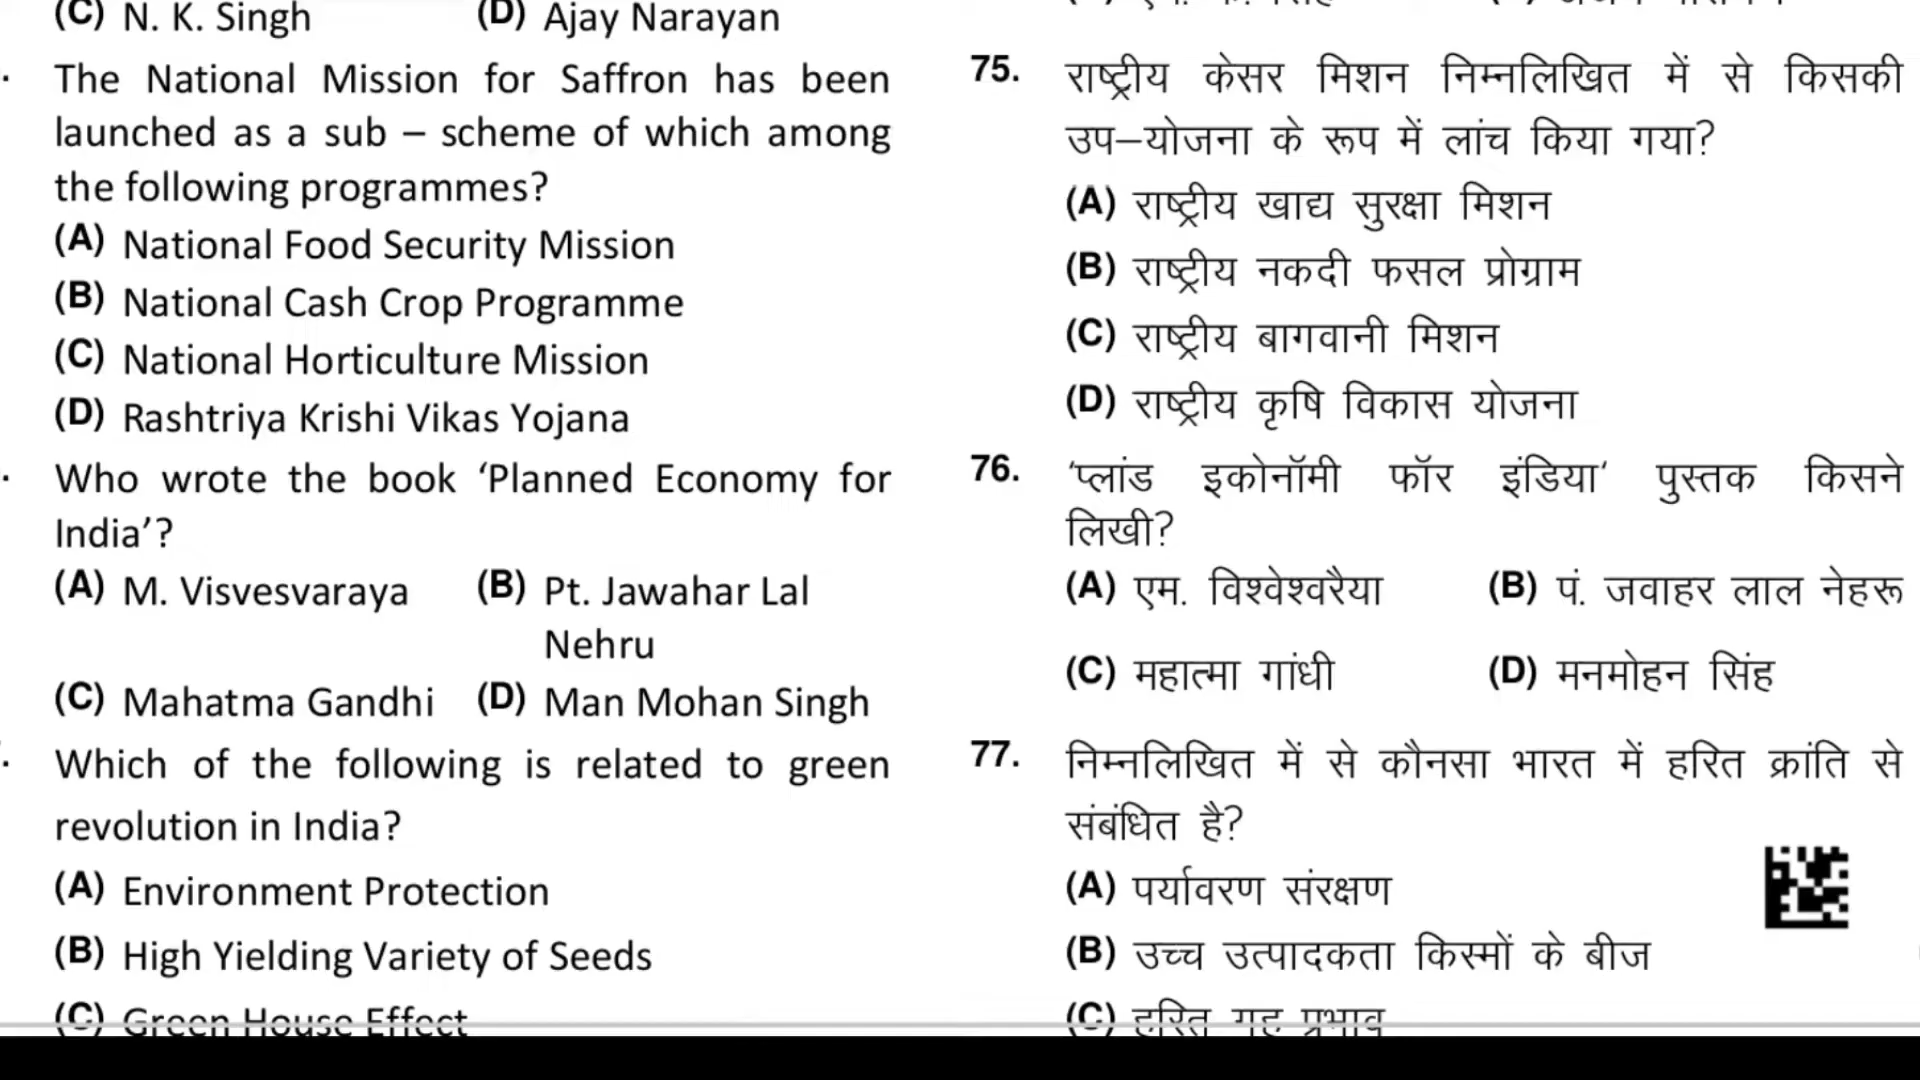 (C) N. K. Singh (D) Ajay Narayan
The National Mission for Saffron has been
launched as a sub – scheme of which among
the following programmes?
(A) National Food Security Mission
(B) National Cash Crop Programme
(C) National Horticulture Mission
(D) Rashtriya Krishi Vikas Yojana
Who wrote the book ‘Planned Economy for
India’?
(A) M. Visvesvaraya (B) Pt. Jawahar Lal
Nehru
(C) Mahatma Gandhi (D) Man Mohan Singh
Which of the following is related to green
revolution in India?
(A) Environment Protection
(B) High Yielding Variety of Seeds
(C) Green House Effect
75. राष्ट्रीय केसर मिशन निम्नलिखित में से किसकी
उप–योजना के रूप में लांच किया गया?
(A) राष्ट्रीय खाद्य सुरक्षा मिशन
(B) राष्ट्रीय नकदी फसल प्रोग्राम
(C) राष्ट्रीय बागवानी मिशन
(D) राष्ट्रीय कृषि विकास योजना
76. ‘प्लांड इकोनॉमी फॉर इंडिया‘ पुस्तक किसने
लिखी?
(A) एम. विश्वेश्वरैया (B) पं. जवाहर लाल नेहरू
(C) महात्मा गांधी (D) मनमोहन सिंह
77. निम्नलिखित में से कौनसा भारत में हरित क्रांति से
संबंधित है?
(A) पर्यावरण संरक्षण
(B) उच्च उत्पादकता किस्मों के बीज
(C) हरित गृह प्रभाव